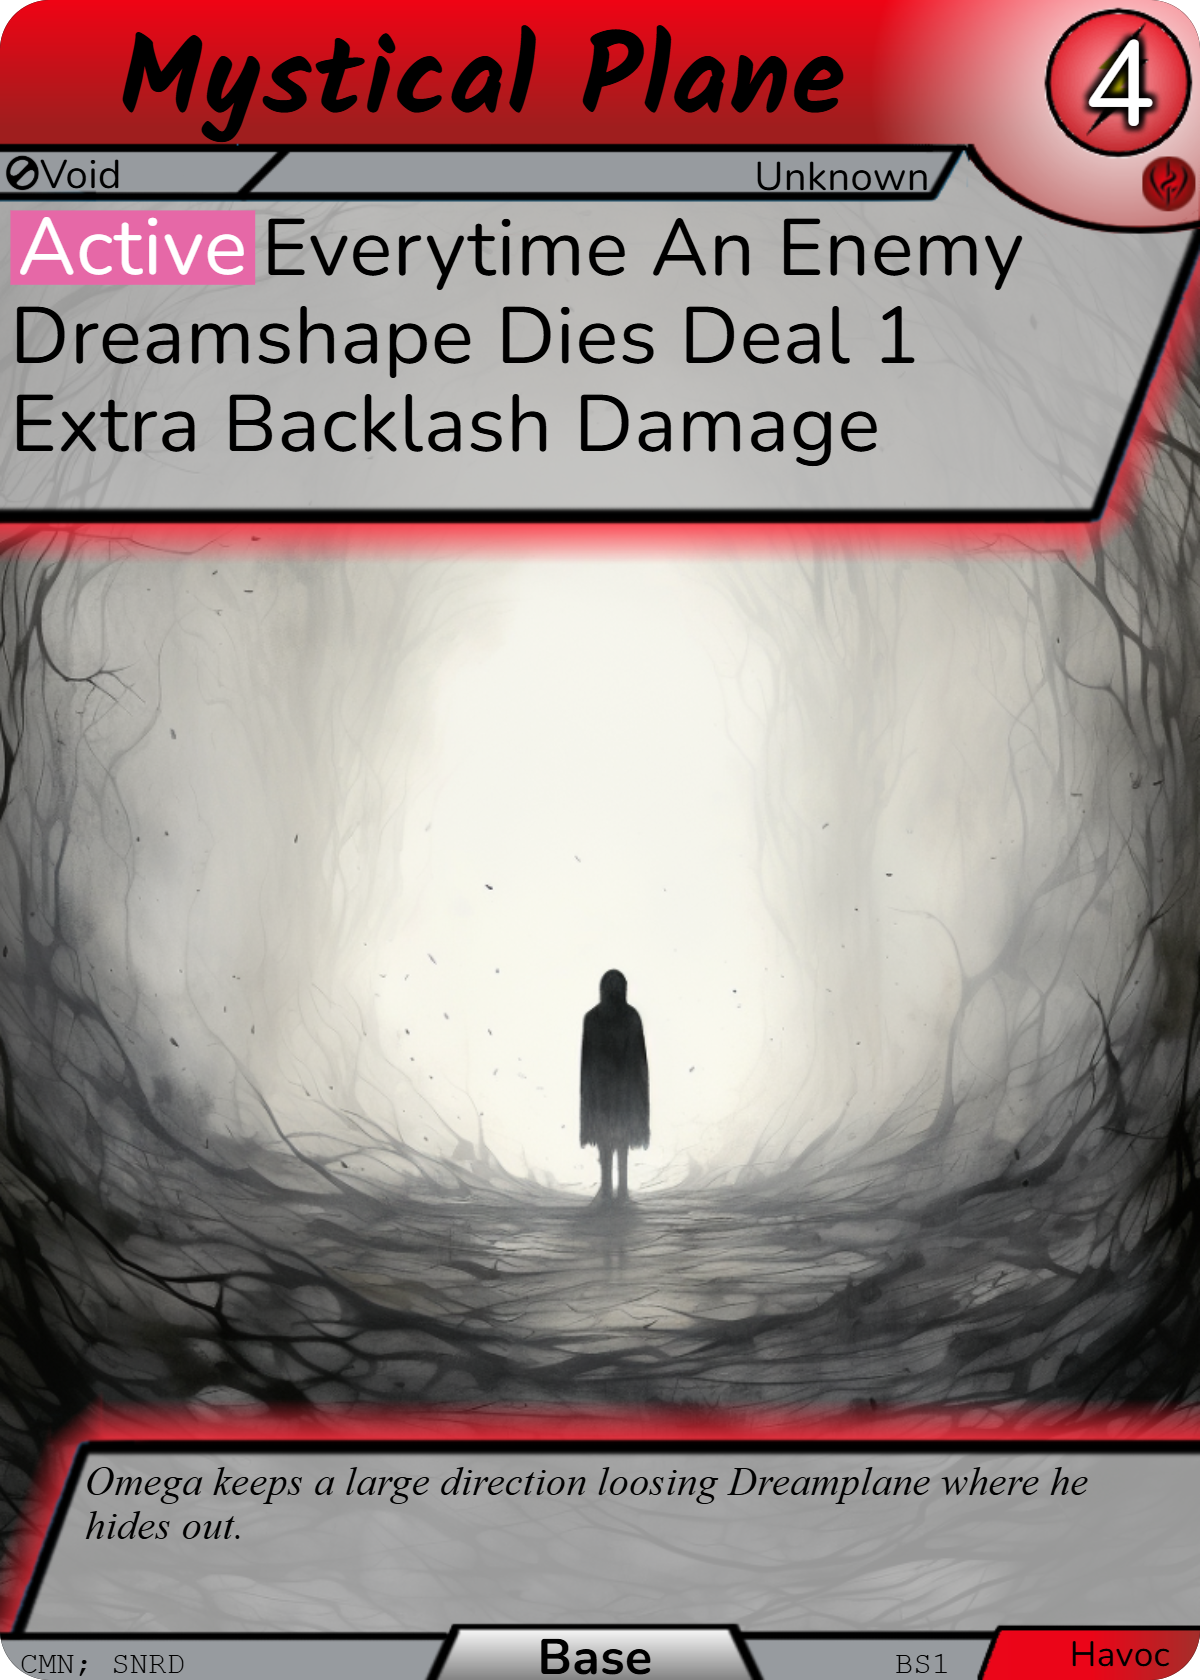 Mystical Plane
4
Void
Unknown
Active Everytime An Enemy
Dreamshape Dies Deal 1
Extra Backlash Damage
Omega keeps a large direction loosing Dreamplane where he
hides out.
CMN; SNRD
Base
BS1
Havoc